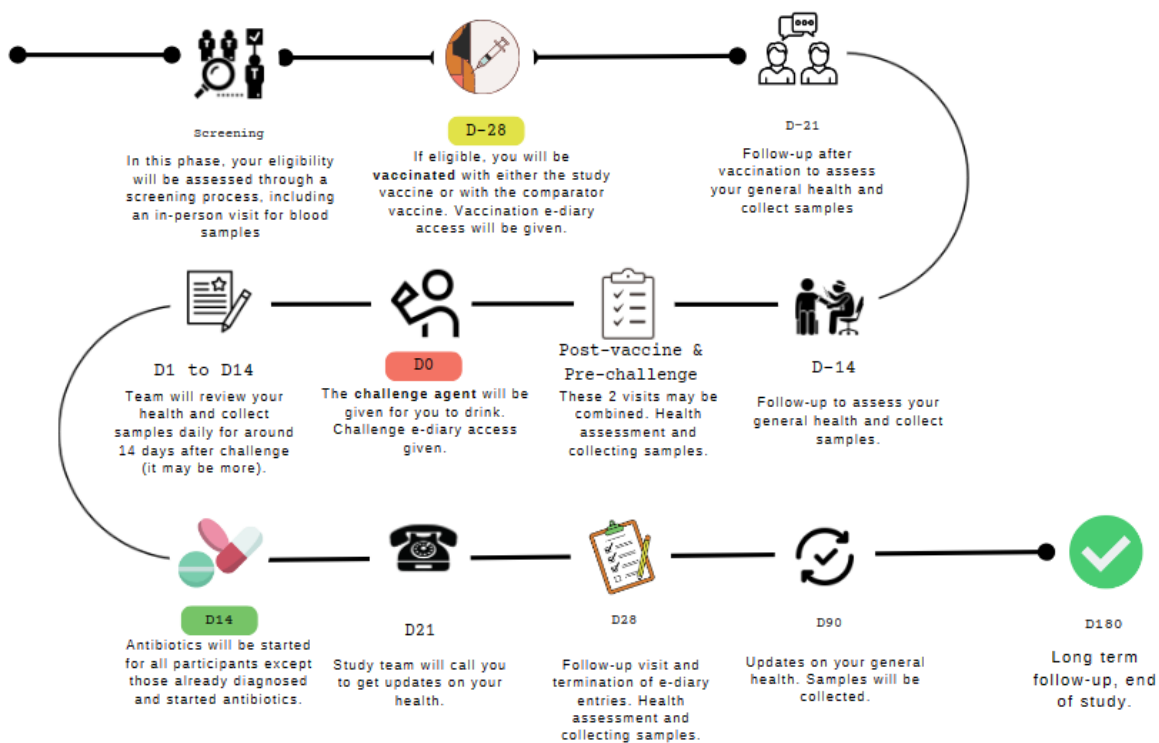 Screening
In this phase, your eligibility
will be assessed through a
screening process, including
an in-person visit for blood
samples
D-28
If eligible, you will be
vaccinated with either the study
vaccine or with the comparator
vaccine. Vaccination e-diary
access will be given.
D-21
Follow-up after
vaccination to assess
your general health and
collect samples
D-14
Follow-up to assess your
general health and collect
samples.
Post-vaccine &
Pre-challenge
These 2 visits may be
combined. Health
assessment and
collecting samples.
D0
The challenge agent will be
given for you to drink.
Challenge e-diary access
given.
D1 to D14
Team will review your
health and collect
samples daily for around
14 days after challenge
(it may be more).
D14
Antibiotics will be started
for all participants except
those already diagnosed
and started antibiotics.
D21
Study team will call you
to get updates on your
health.
D28
Follow-up visit and
termination of e-diary
entries. Health
assessment and
collecting samples.
D90
Updates on your general
health. Samples will be
collected.
D180
Long term
follow-up, end
of study.